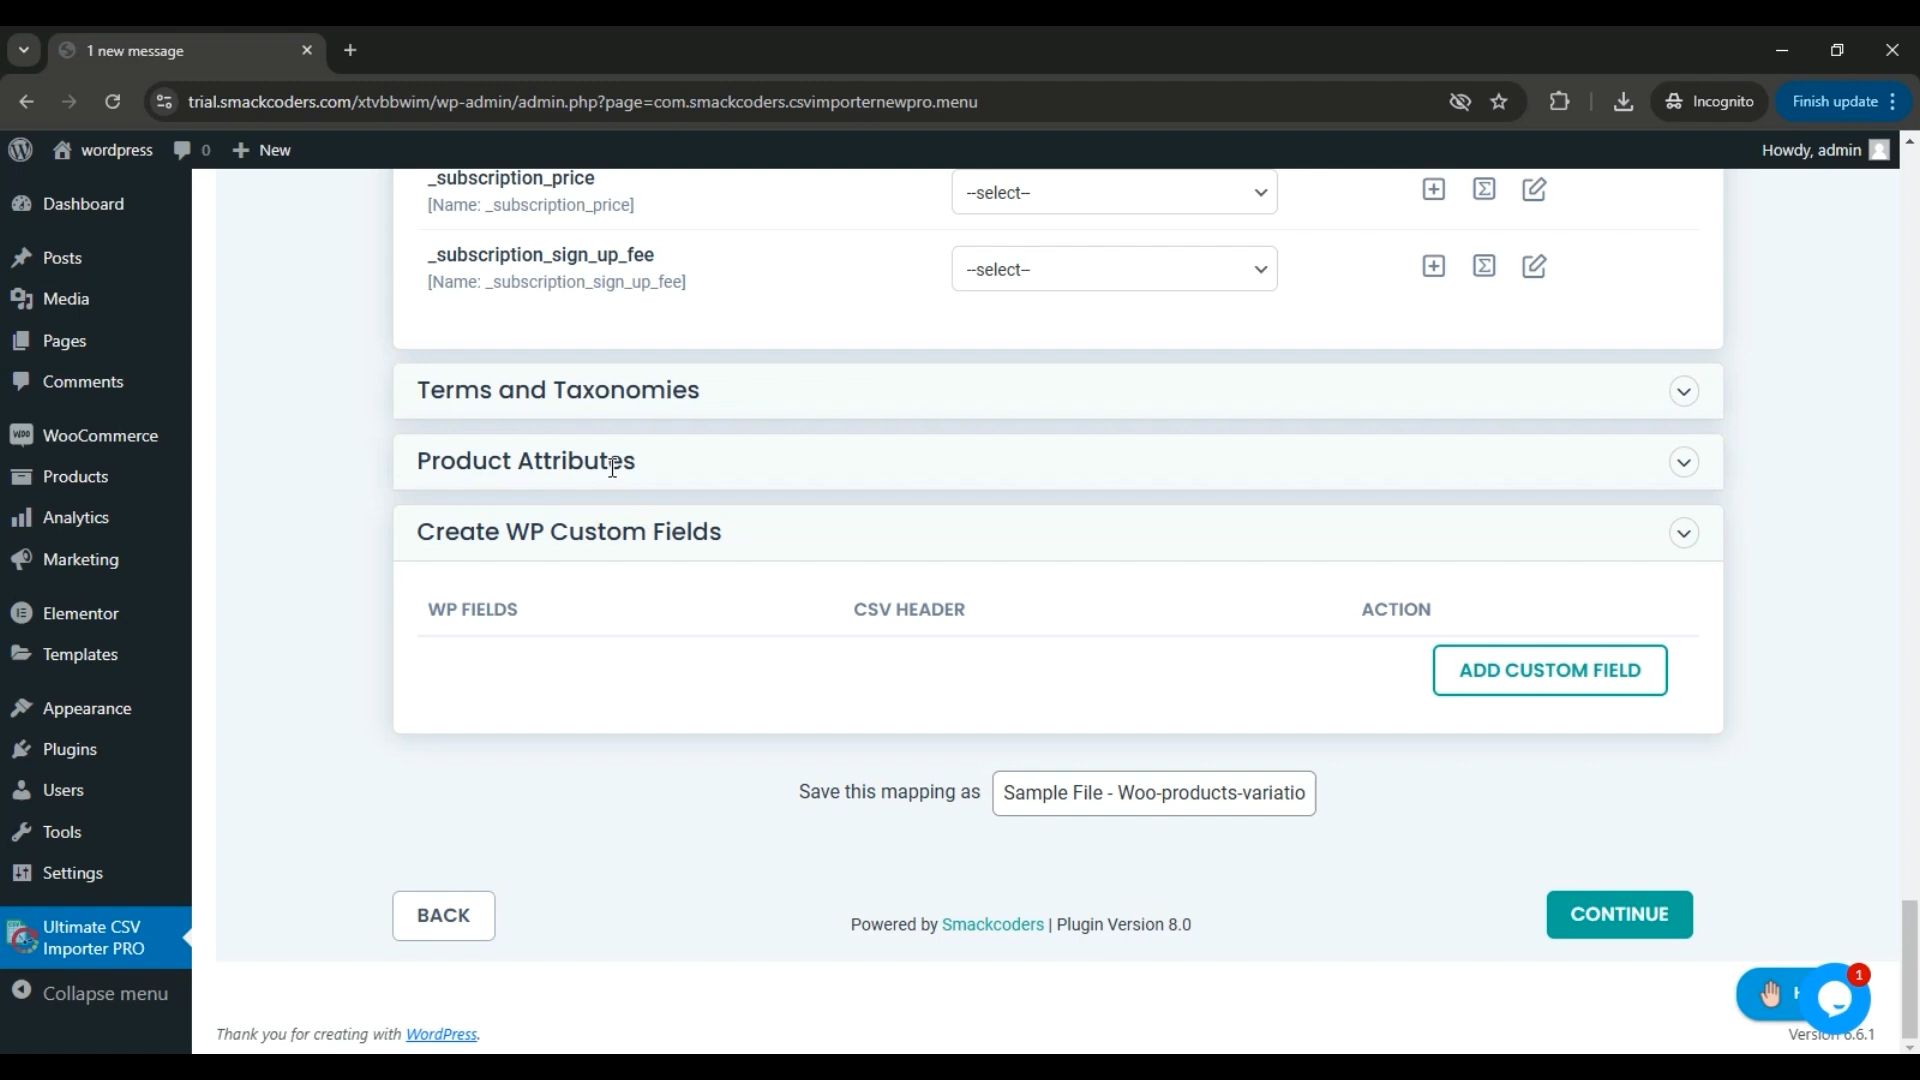 1 new message
trial.smackcoders.com/xtvbbwim/wp-admin/admin.php?page=com.smackcoders.csvimporternewpro.menu
Incognito
Finish update
wordpress
0
New
Howdy, admin
Dashboard
Posts
Media
Pages
Comments
WooCommerce
Products
Analytics
Marketing
Elementor
Templates
Appearance
Plugins
Users
Tools
Settings
Ultimate CSV
Importer PRO
Collapse menu
_subscription_price
[Name: _subscription_price]
--select--
_subscription_sign_up_fee
[Name: _subscription_sign_up_fee]
--select--
Terms and Taxonomies
Product Attributes
Create WP Custom Fields
WP FIELDS
CSV HEADER
ACTION
ADD CUSTOM FIELD
Save this mapping as
Sample File - Woo-products-variatio
BACK
Powered by Smackcoders | Plugin Version 8.0
CONTINUE
1
Thank you for creating with WordPress.
Version 6.6.1